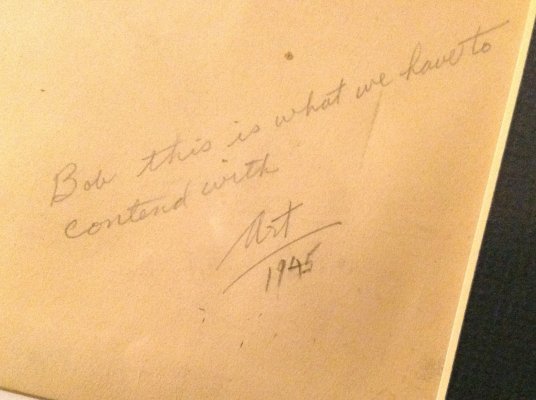 Bob this is what we have to
contend with
Art
1945